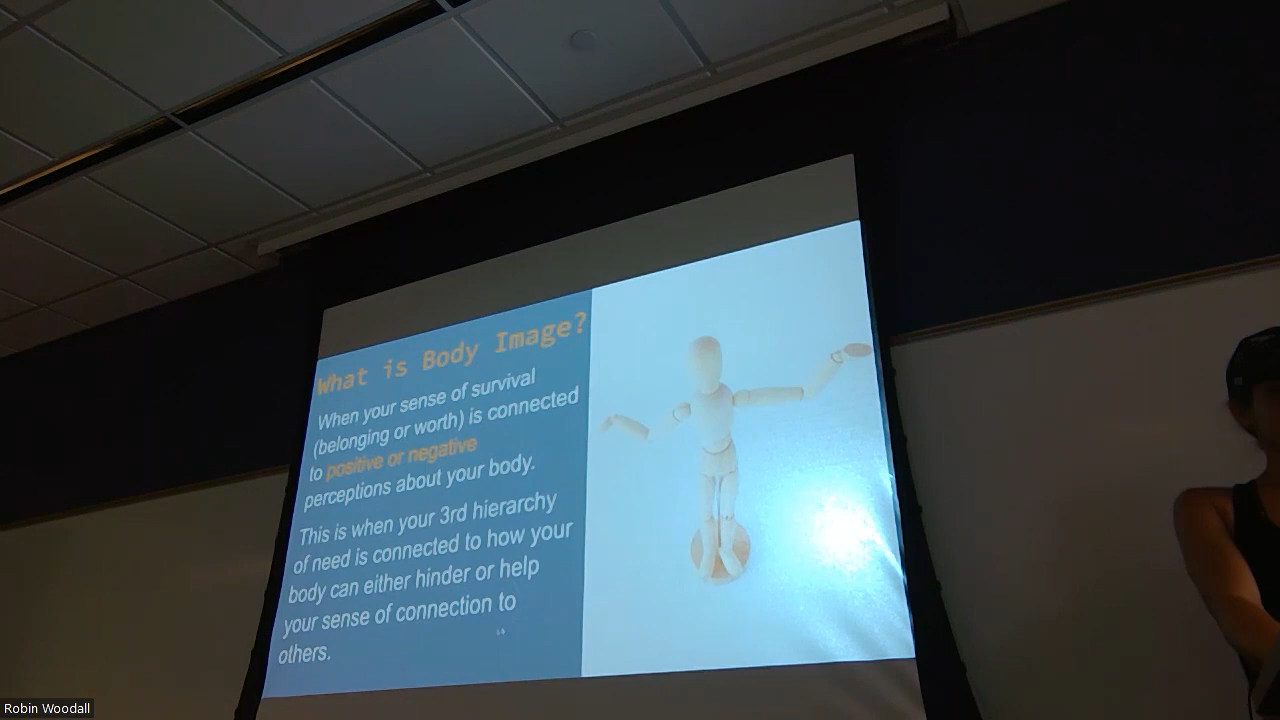 What is Body Image?
When your sense of survival
(belonging or worth) is connected
to positive or negative
perceptions about your body.
This is when your 3rd hierarchy
of need is connected to how your
body can either hinder or help
your sense of connection to
others.
Robin Woodall